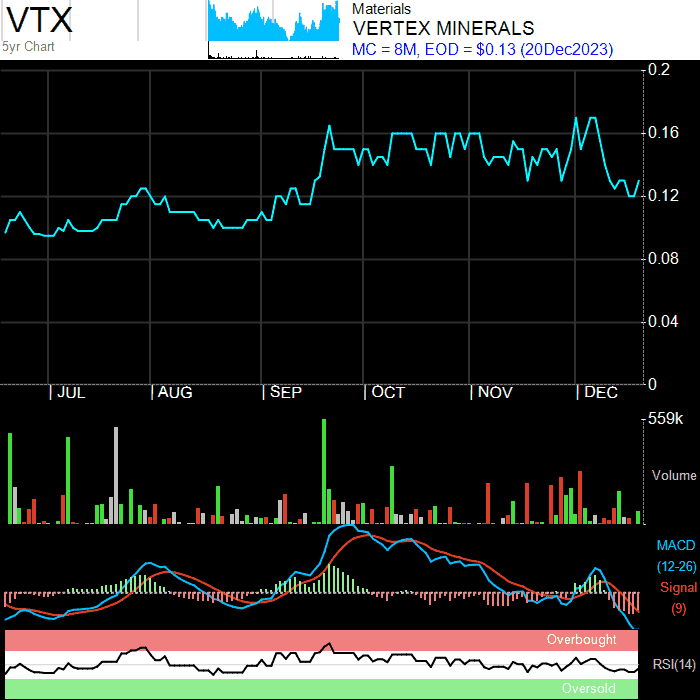 VTX
5yr Chart
Materials
VERTEX MINERALS
MC = 8M, EOD = $0.13 (20Dec2023)
0.2
0.16
0.12
0.08
0.04
0
JUL AUG SEP OCT NOV DEC
559k
Volume
MACD
(12-26)
Signal
(9)
Overbought
RSI(14)
Oversold